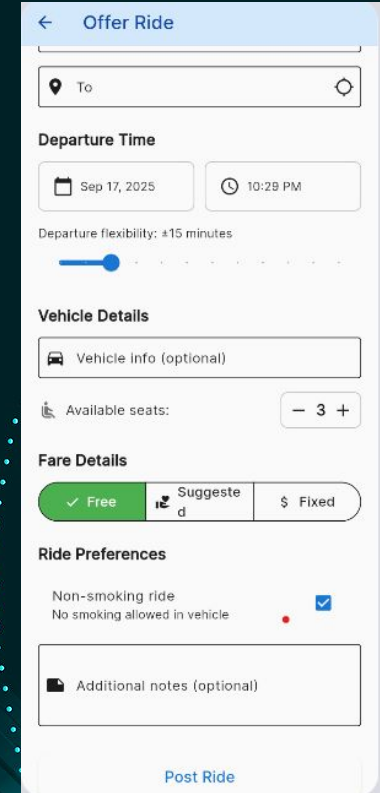 Offer Ride
To
Departure Time
Sep 17, 2025
10:29 PM
Departure flexibility: ±15 minutes
Vehicle Details
Vehicle info (optional)
Available seats:
− 3 +
Fare Details
Free
Suggeste
d
$ Fixed
Ride Preferences
Non-smoking ride
No smoking allowed in vehicle
Additional notes (optional)
Post Ride